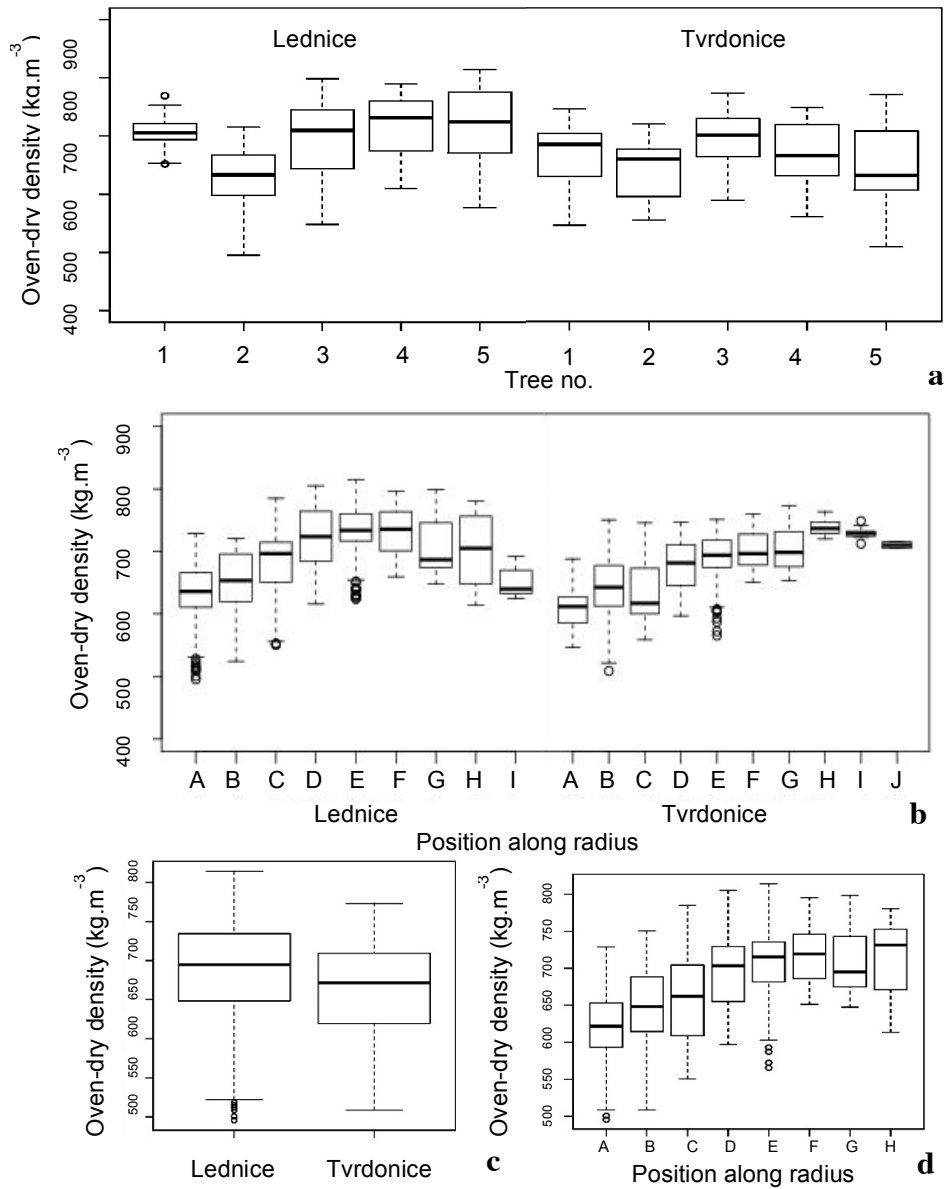 Lednice Tvrdonice
Oven-dry density (kg.m-3)
900
800
700
600
500
400
1 2 3 4 5 1 2 3 4 5
Tree no.
a
Oven-dry density (kg.m-3)
900
800
700
600
500
400
A B C D E F G H I A B C D E F G H I J
Lednice Tvrdonice
b
Position along radius
Oven-dry density (kg.m-3)
800
750
700
650
600
550
500
Lednice Tvrdonice
c
Oven-dry density (kg.m-3)
800
750
700
650
600
550
500
A B C D E F G H
Position along radius
d